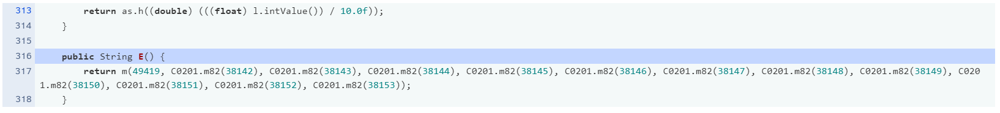 313 return as.h((double) (((float) l.intValue()) / 10.0f));
314 }
315
316 public String E() {
317 return m(49419, C0201.m82(38142), C0201.m82(38143), C0201.m82(38144), C0201.m82(38145), C0201.m82(38146), C0201.m82(38147), C0201.m82(38148), C0201.m82(38149), C020
1.m82(38150), C0201.m82(38151), C0201.m82(38152), C0201.m82(38153));
318 }